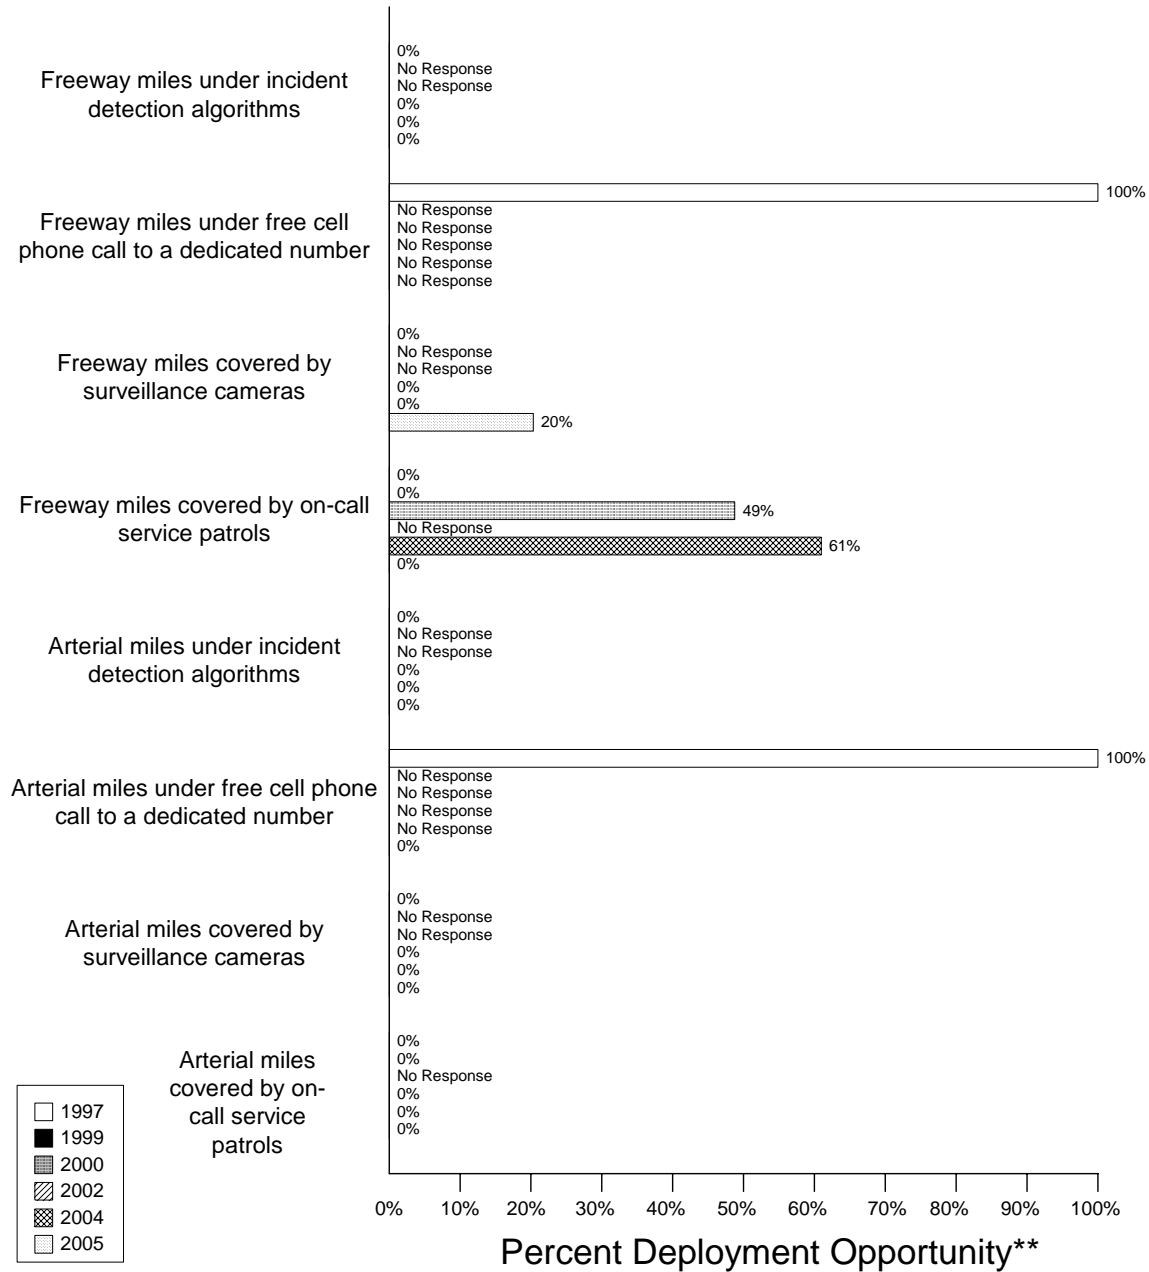 0%
No Response
No Response
0%
0%
0%
Freeway miles under incident
detection algorithms
100%
No Response
No Response
No Response
No Response
No Response
Freeway miles under free cell
phone call to a dedicated number
0%
No Response
No Response
0%
0%
20%
Freeway miles covered by
surveillance cameras
0%
0%
49%
No Response
61%
0%
Freeway miles covered by on-call
service patrols
0%
No Response
No Response
0%
0%
0%
Arterial miles under incident
detection algorithms
100%
No Response
No Response
No Response
No Response
0%
Arterial miles under free cell phone
call to a dedicated number
0%
No Response
No Response
0%
0%
0%
Arterial miles covered by
surveillance cameras
0%
0%
No Response
0%
0%
0%
Arterial miles
covered by on-
call service
patrols
1997
1999
2000
2002
2004
2005
0% 10% 20% 30% 40% 50% 60% 70% 80% 90% 100%
Percent Deployment Opportunity**